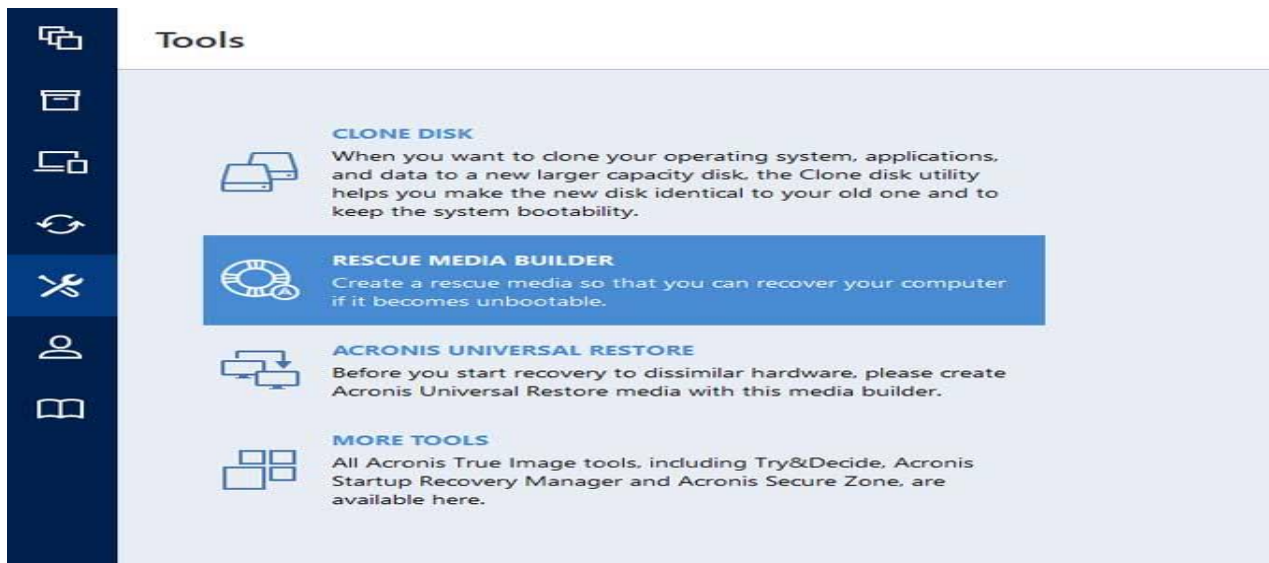 Tools
CLONE DISK
When you want to clone your operating system, applications,
and data to a new larger capacity disk, the Clone disk utility
helps you make the new disk identical to your old one and to
keep the system bootability.
RESCUE MEDIA BUILDER
Create a rescue media so that you can recover your computer
if it becomes unbootable.
ACRONIS UNIVERSAL RESTORE
Before you start recovery to dissimilar hardware, please create
Acronis Universal Restore media with this media builder.
MORE TOOLS
All Acronis True Image tools, including Try&Decide, Acronis
Startup Recovery Manager and Acronis Secure Zone, are
available here.